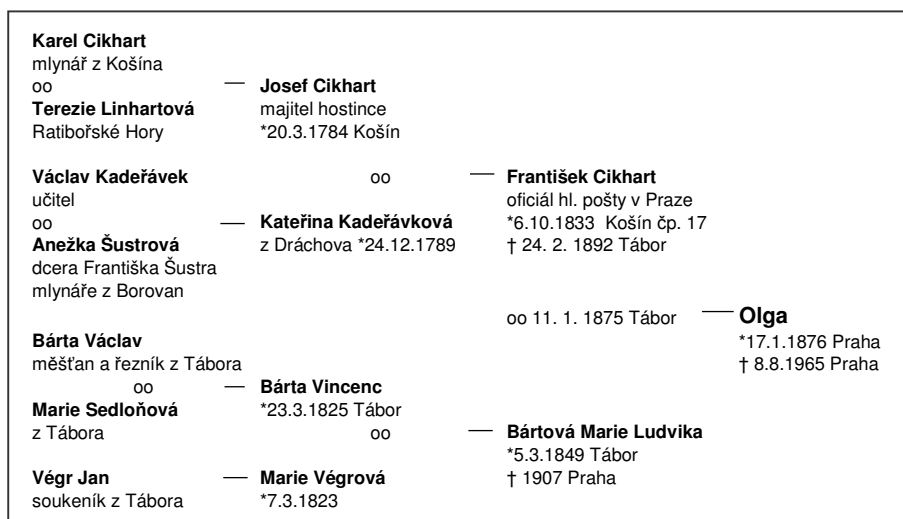 Karel Cikhart
mlynář z Košína
oo
Terezie Linhartová
Ratibořské Hory
Josef Cikhart
majitel hostince
*20.3.1784 Košín
Václav Kadeřávek
učitel
oo
Anežka Šustrová
dcera Františka Šustra
mlynáře z Borovan
oo
Kateřina Kadeřávková
z Dráchova *24.12.1789
František Cikhart
oficiál hl. pošty v Praze
*6.10.1833 Košín čp. 17
† 24. 2. 1892 Tábor
oo 11. 1. 1875 Tábor
Olga
*17.1.1876 Praha
† 8.8.1965 Praha
Bárta Václav
měšťan a řezník z Tábora
oo
Marie Sedloňová
z Tábora
Bárta Vincenc
*23.3.1825 Tábor
oo
Bártová Marie Ludvika
*5.3.1849 Tábor
† 1907 Praha
Végr Jan
soukeník z Tábora
Marie Végrová
*7.3.1823